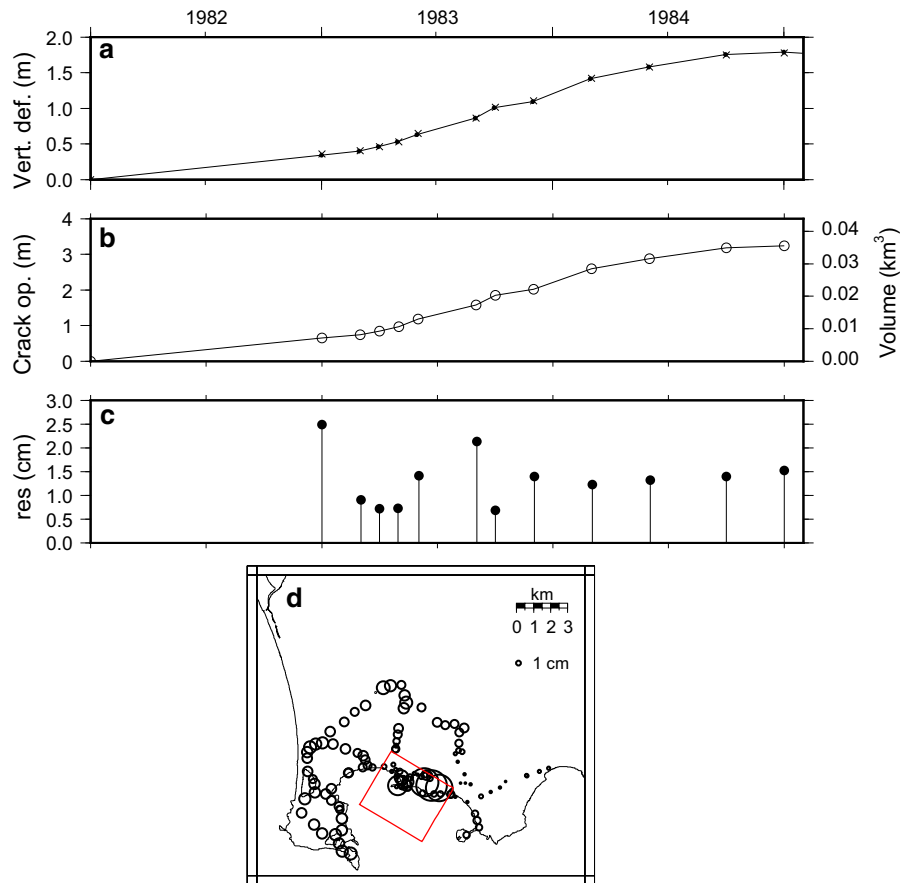 1982 1983 1984
a
2.0
1.5
1.0
0.5
0.0
Vert. def. (m)
b
4
3
2
1
0
Crack op. (m)
0.04
0.03
0.02
0.01
0.00
Volume (km³)
c
3.0
2.5
2.0
1.5
1.0
0.5
0.0
res (cm)
d
km
0 1 2 3
1 cm